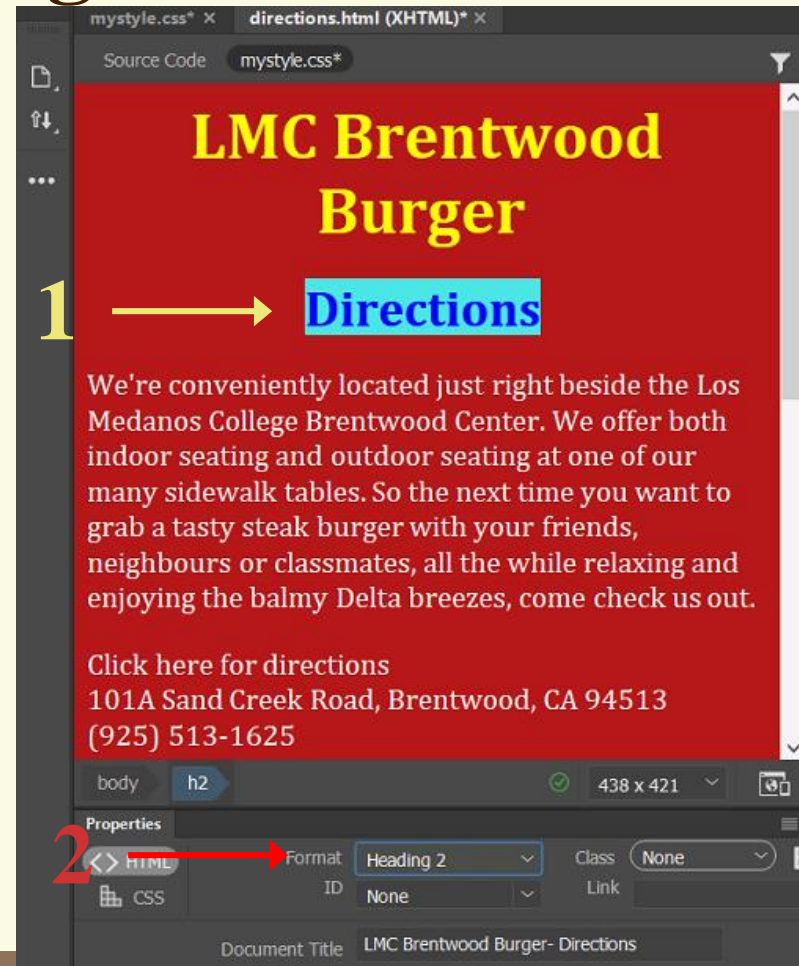 mystyle.css* × directions.html (XHTML)* ×
Source Code mystyle.css*
LMC Brentwood
Burger
1
Directions
We're conveniently located just right beside the Los
Medanos College Brentwood Center. We offer both
indoor seating and outdoor seating at one of our
many sidewalk tables. So the next time you want to
grab a tasty steak burger with your friends,
neighbours or classmates, all the while relaxing and
enjoying the balmy Delta breezes, come check us out.
Click here for directions
101A Sand Creek Road, Brentwood, CA 94513
(925) 513-1625
body h2 438 x 421
Properties
2
<> HTML Format Heading 2 Class None
CSS ID None Link
Document Title LMC Brentwood Burger- Directions